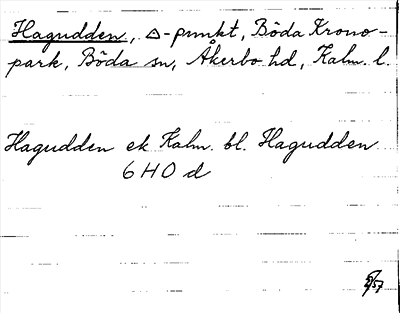 Hagudden, △-punkt, Böda Krono-
park, Böda sn, Åkerbo hd, Kalm. l.
Hagudden ek Kalm. bl. Hagudden
6 H O d